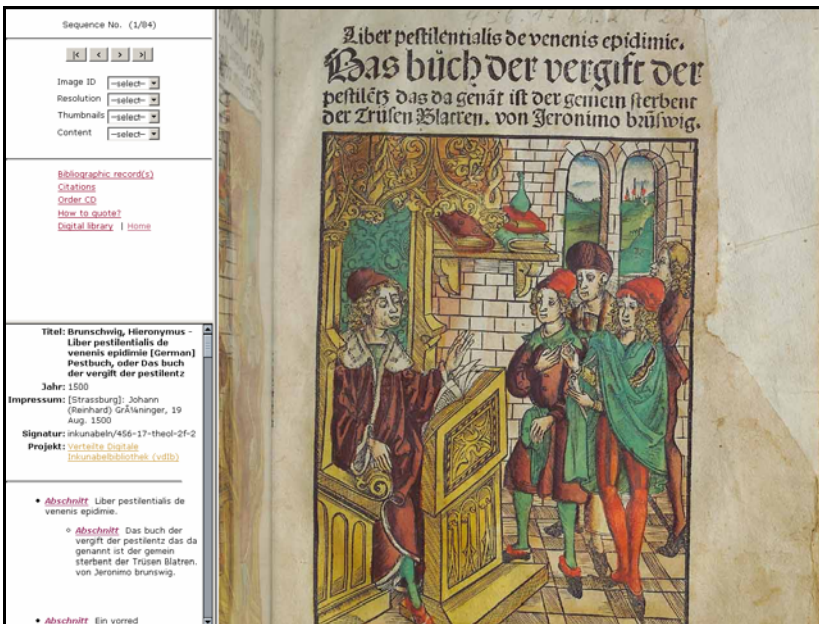 Sequence No. (1/84)
|< < > >|
Image ID --select--
Resolution --select--
Thumbnails --select--
Content --select--
Bibliographic record(s)
Citations
Order CD
How to quote?
Digital library | Home
Titel: Brunschwig, Hieronymus -
Liber pestilentialis de
venenis epidimie [German]
Pestbuch, oder Das buch
der vergift der pestilentz
Jahr: 1500
Impressum: [Strassburg]: Johann
(Reinhard) GrÃ¼ninger, 19
Aug. 1500
Signatur: inkunabeln/456-17-theol-2f-2
Projekt: Verteilte Digitale
Inkunabelbibliothek (vdIb)
• Abschnitt Liber pestilentialis de
venenis epidimie.
○ Abschnitt Das buch der
vergift der pestilentz das da
genannt ist der gemein
sterbent der Trüsen Blatren.
von Jeronimo brunswig.
• Abschnitt Ein vorred
Liber pestilentialis de venenis epidimie.
Das büch der vergift der
pestilētz das da genāt ist der gemein sterbent
der Trüsen Blatren. von Jeronimo brūswig.